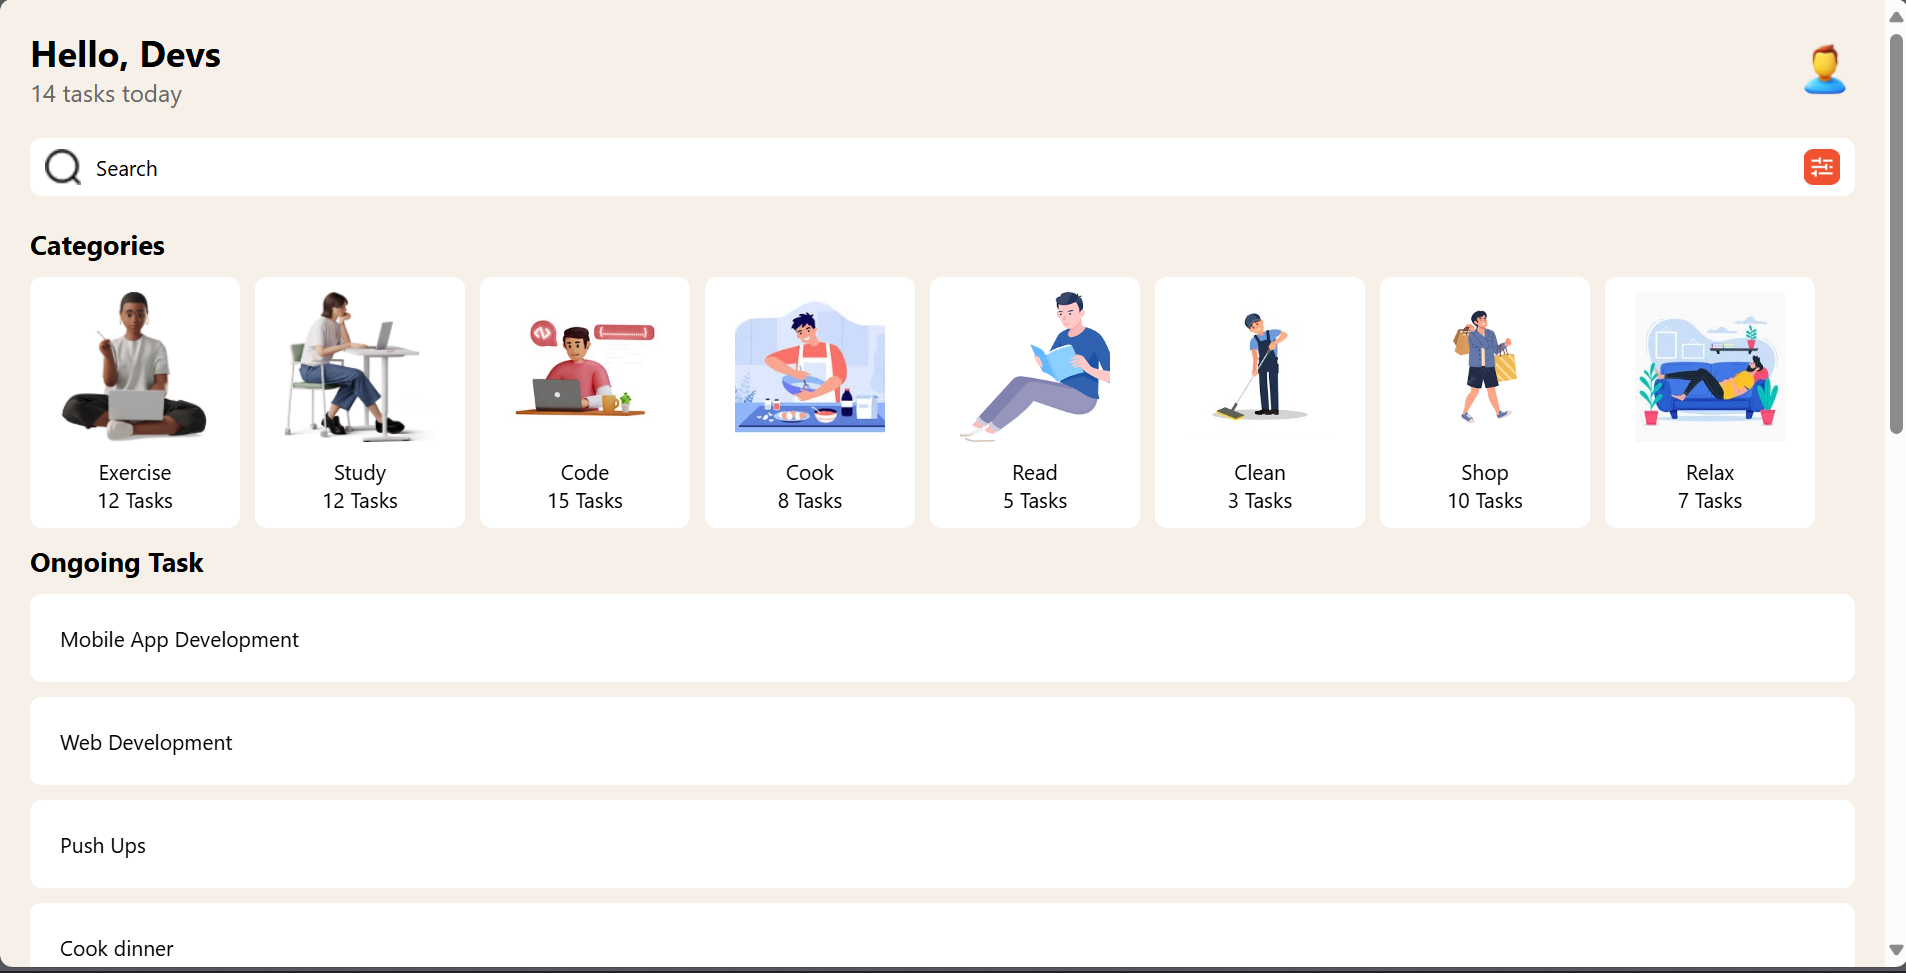 Hello, Devs
14 tasks today
Search
Categories
Exercise
12 Tasks
Study
12 Tasks
Code
15 Tasks
Cook
8 Tasks
Read
5 Tasks
Clean
3 Tasks
Shop
10 Tasks
Relax
7 Tasks
Ongoing Task
Mobile App Development
Web Development
Push Ups
Cook dinner